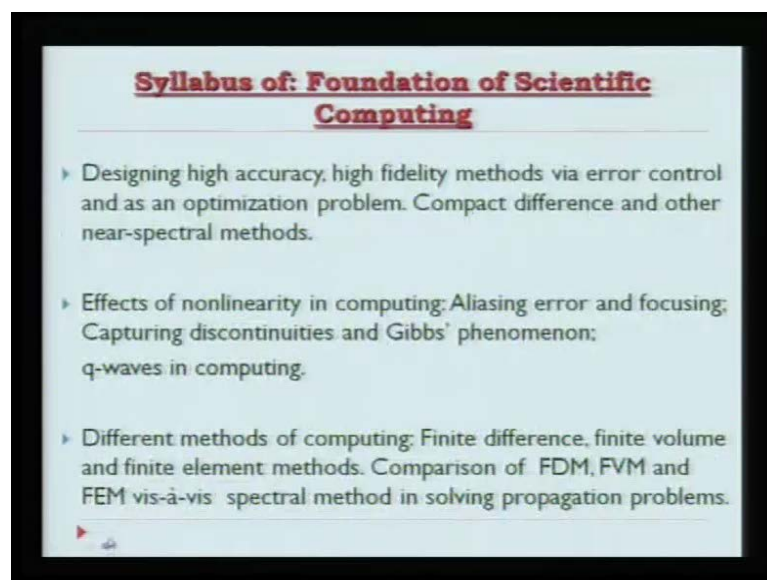 Syllabus of: Foundation of Scientific
Computing
Designing high accuracy, high fidelity methods via error control
and as an optimization problem. Compact difference and other
near-spectral methods.
Effects of nonlinearity in computing: Aliasing error and focusing;
Capturing discontinuities and Gibbs' phenomenon;
q-waves in computing.
Different methods of computing: Finite difference, finite volume
and finite element methods. Comparison of FDM, FVM and
FEM vis-à-vis spectral method in solving propagation problems.